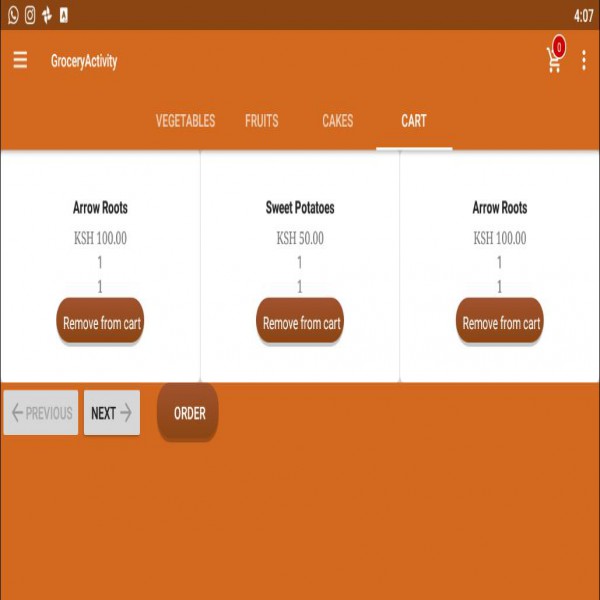 4:07
GroceryActivity
0
VEGETABLES FRUITS CAKES CART
Arrow Roots
KSH 100.00
1
1
Remove from cart
Sweet Potatoes
KSH 50.00
1
1
Remove from cart
Arrow Roots
KSH 100.00
1
1
Remove from cart
PREVIOUS NEXT ORDER